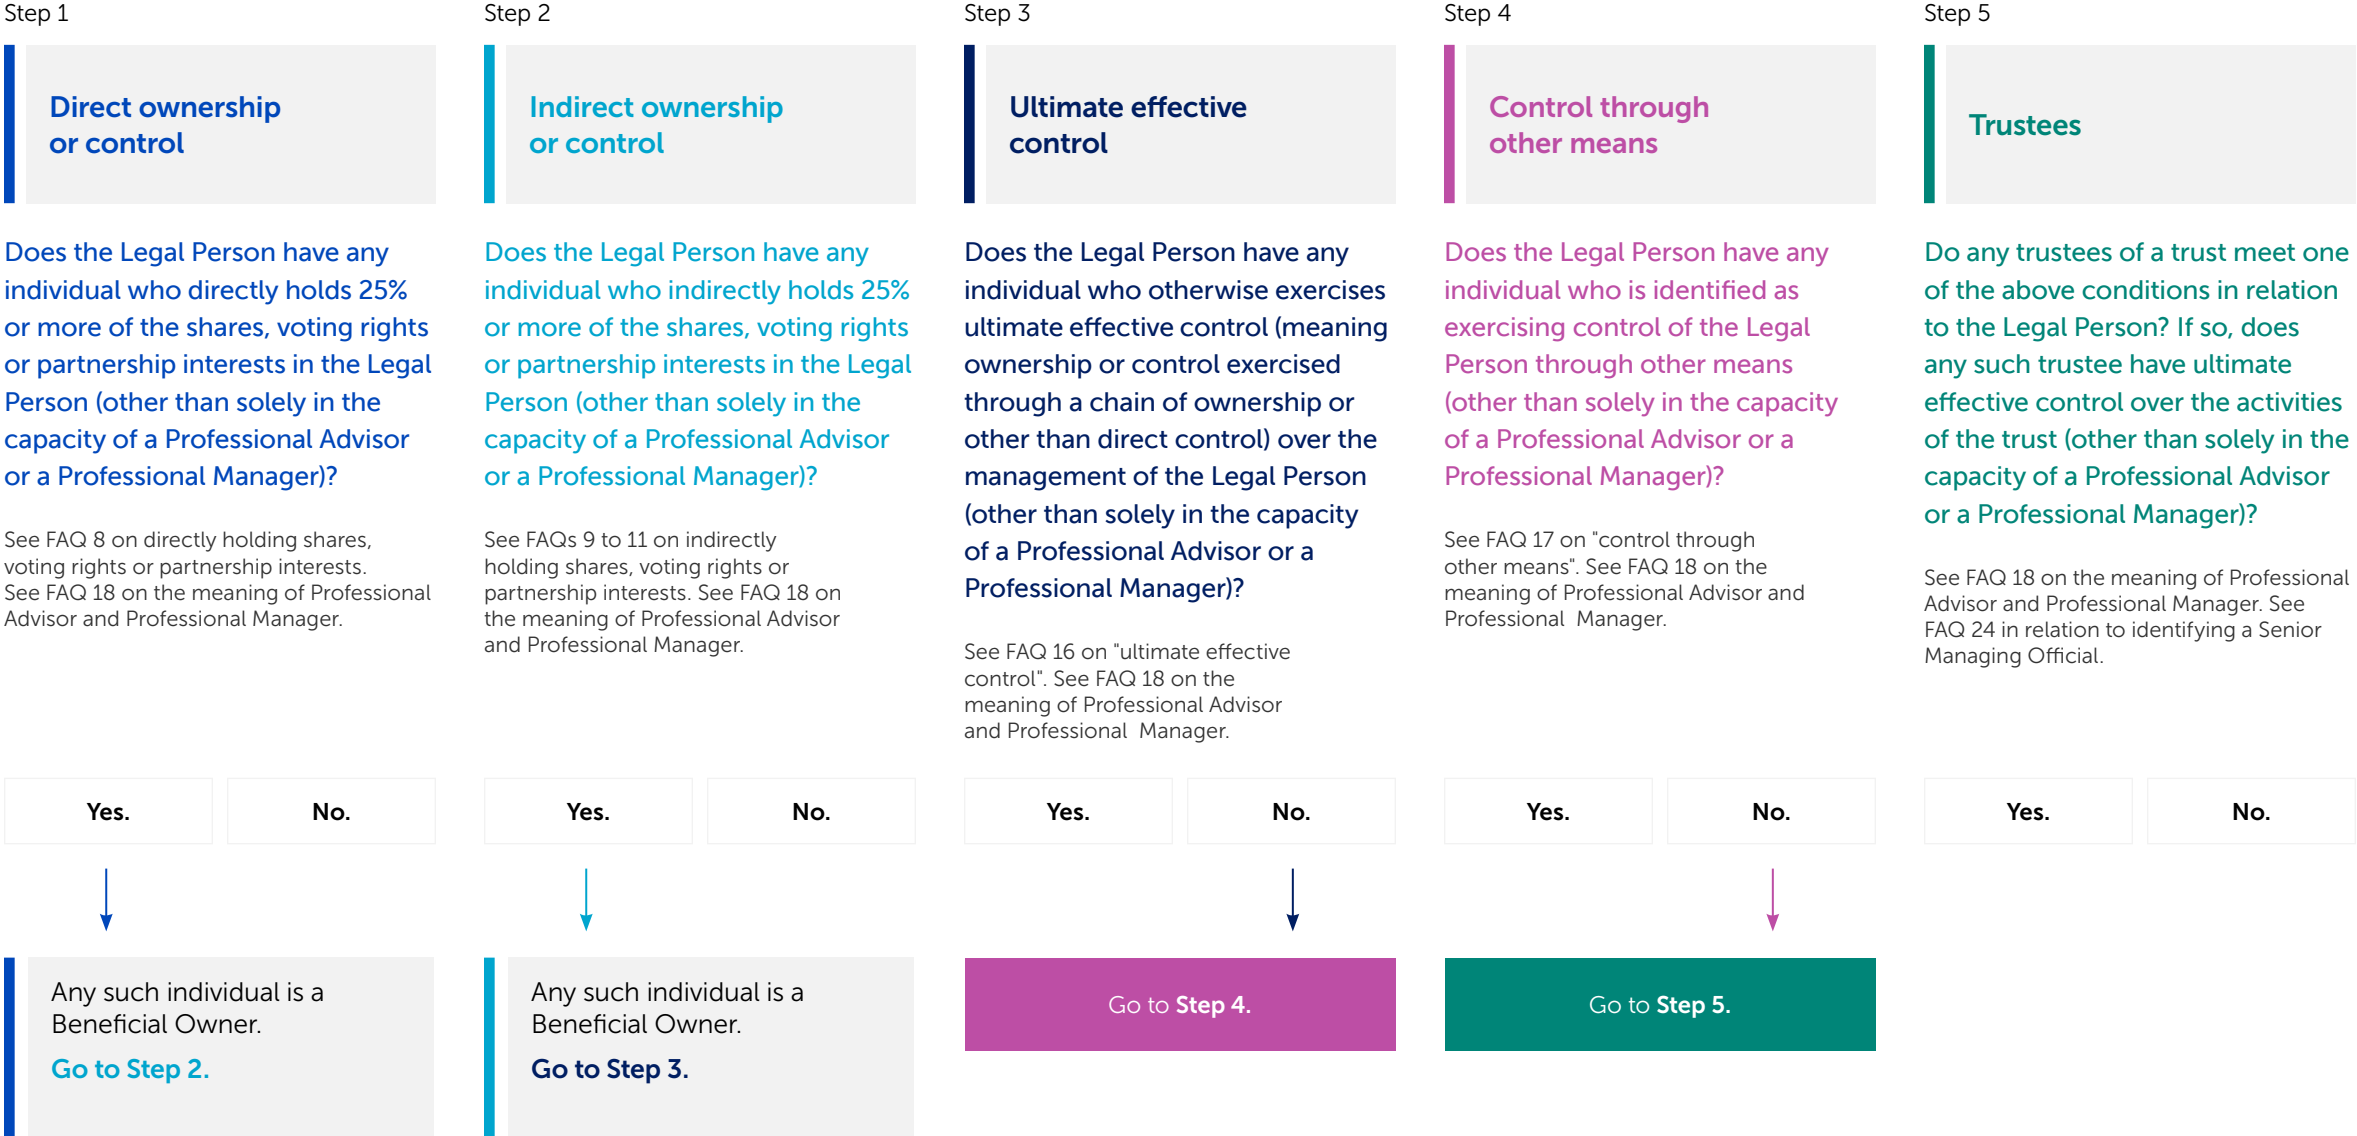 Step 1
Direct ownership
or control
Does the Legal Person have any
individual who directly holds 25%
or more of the shares, voting rights
or partnership interests in the Legal
Person (other than solely in the
capacity of a Professional Advisor
or a Professional Manager)?
See FAQ 8 on directly holding shares,
voting rights or partnership interests.
See FAQ 18 on the meaning of Professional
Advisor and Professional Manager.
Yes.
No.
Any such individual is a
Beneficial Owner.
Go to Step 2.
Step 2
Indirect ownership
or control
Does the Legal Person have any
individual who indirectly holds 25%
or more of the shares, voting rights
or partnership interests in the Legal
Person (other than solely in the
capacity of a Professional Advisor
or a Professional Manager)?
See FAQs 9 to 11 on indirectly
holding shares, voting rights or
partnership interests. See FAQ 18 on
the meaning of Professional Advisor
and Professional Manager.
Yes.
No.
Any such individual is a
Beneficial Owner.
Go to Step 3.
Step 3
Ultimate effective
control
Does the Legal Person have any
individual who otherwise exercises
ultimate effective control (meaning
ownership or control exercised
through a chain of ownership or
other than direct control) over the
management of the Legal Person
(other than solely in the capacity
of a Professional Advisor or a
Professional Manager)?
See FAQ 16 on "ultimate effective
control". See FAQ 18 on the
meaning of Professional Advisor
and Professional  Manager.
Yes.
No.
Go to Step 4.
Step 4
Control through
other means
Does the Legal Person have any
individual who is identified as
exercising control of the Legal
Person through other means
(other than solely in the capacity
of a Professional Advisor or a
Professional Manager)?
See FAQ 17 on "control through
other means". See FAQ 18 on the
meaning of Professional Advisor and
Professional  Manager.
Yes.
No.
Go to Step 5.
Step 5
Trustees
Do any trustees of a trust meet one
of the above conditions in relation
to the Legal Person? If so, does
any such trustee have ultimate
effective control over the activities
of the trust (other than solely in the
capacity of a Professional Advisor
or a Professional Manager)?
See FAQ 18 on the meaning of Professional
Advisor and Professional Manager. See
FAQ 24 in relation to identifying a Senior
Managing Official.
Yes.
No.